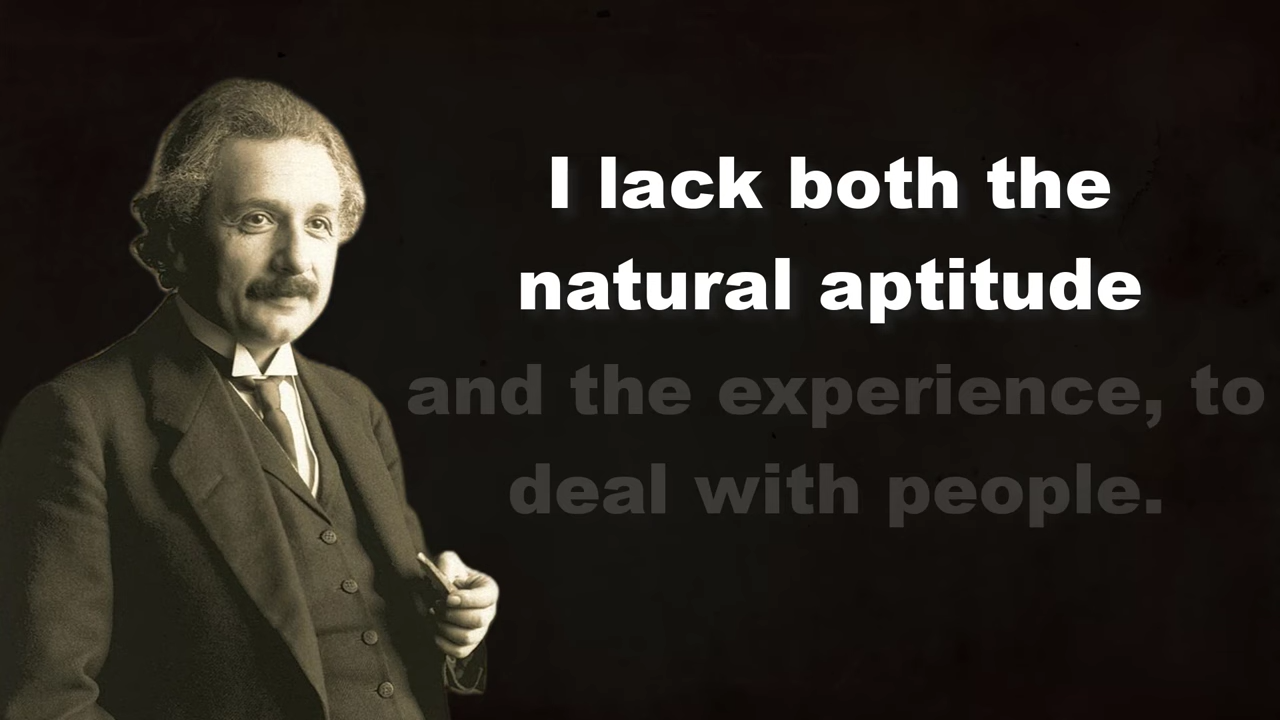 I lack both the
natural aptitude
and the experience, to
deal with people.